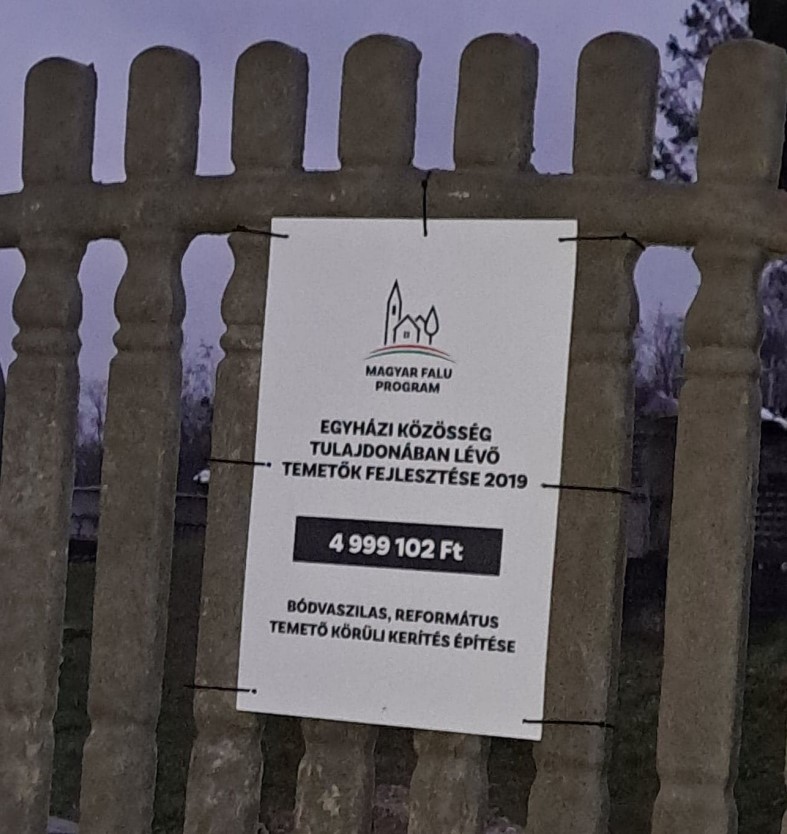 MAGYAR FALU
PROGRAM
EGYHÁZI KÖZÖSSÉG
TULAJDONÁBAN LÉVŐ
TEMETŐK FEJLESZTÉSE 2019
4 999 102 Ft
BÓDVASZILAS, REFORMÁTUS
TEMETŐ KÖRÜLI KERÍTÉS ÉPÍTÉSE